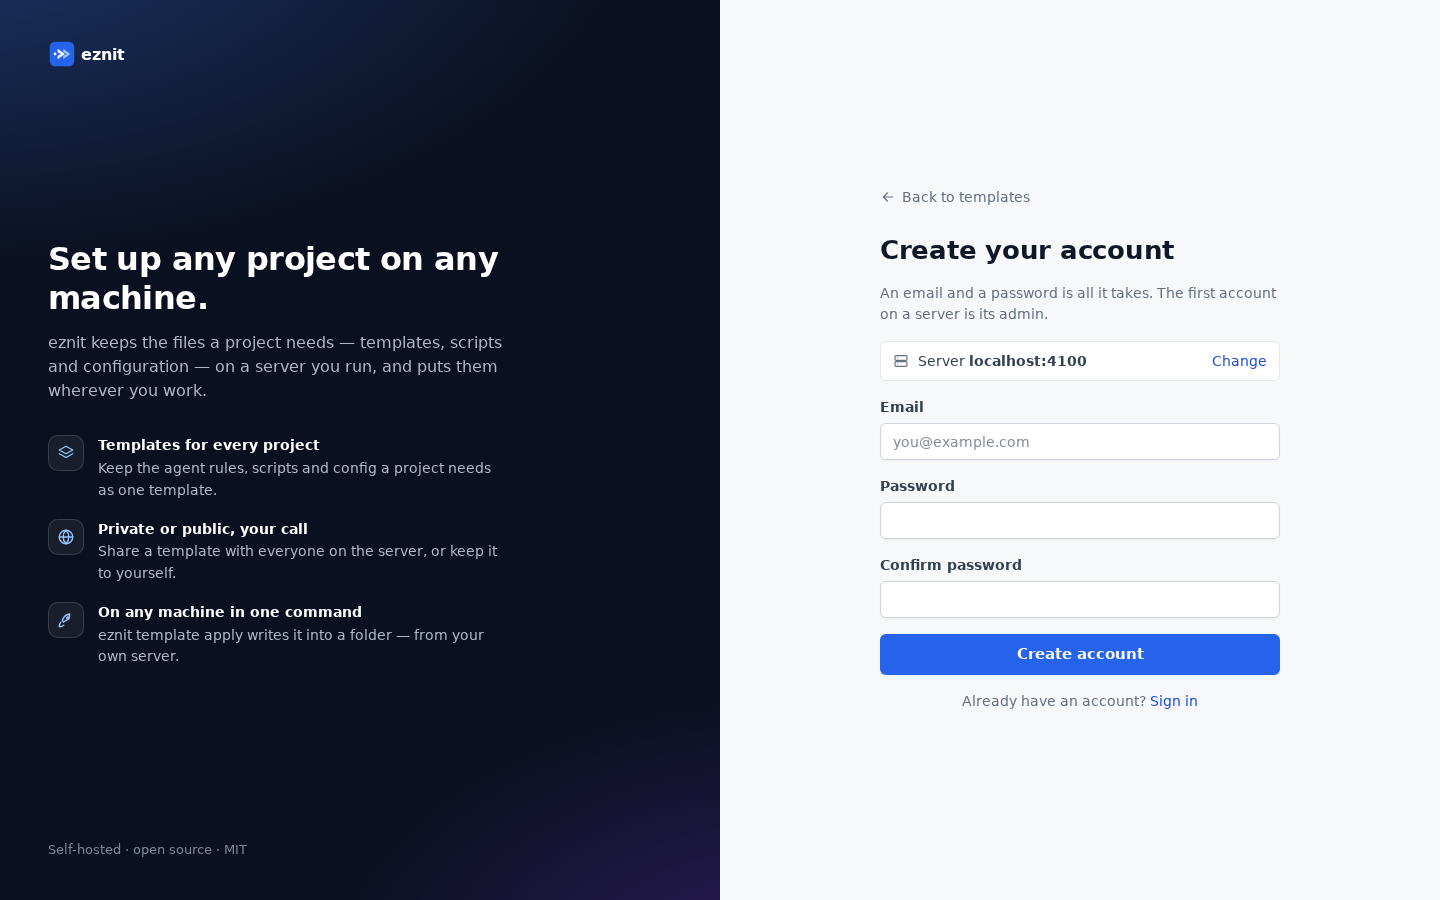 eznit
Set up any project on any
machine.
eznit keeps the files a project needs — templates, scripts
and configuration — on a server you run, and puts them
wherever you work.
Templates for every project
Keep the agent rules, scripts and config a project needs
as one template.
Private or public, your call
Share a template with everyone on the server, or keep it
to yourself.
On any machine in one command
eznit template apply writes it into a folder — from your
own server.
Self-hosted · open source · MIT
Back to templates
Create your account
An email and a password is all it takes. The first account
on a server is its admin.
Server localhost:4100 Change
Email
you@example.com
Password
Confirm password
Create account
Already have an account? Sign in